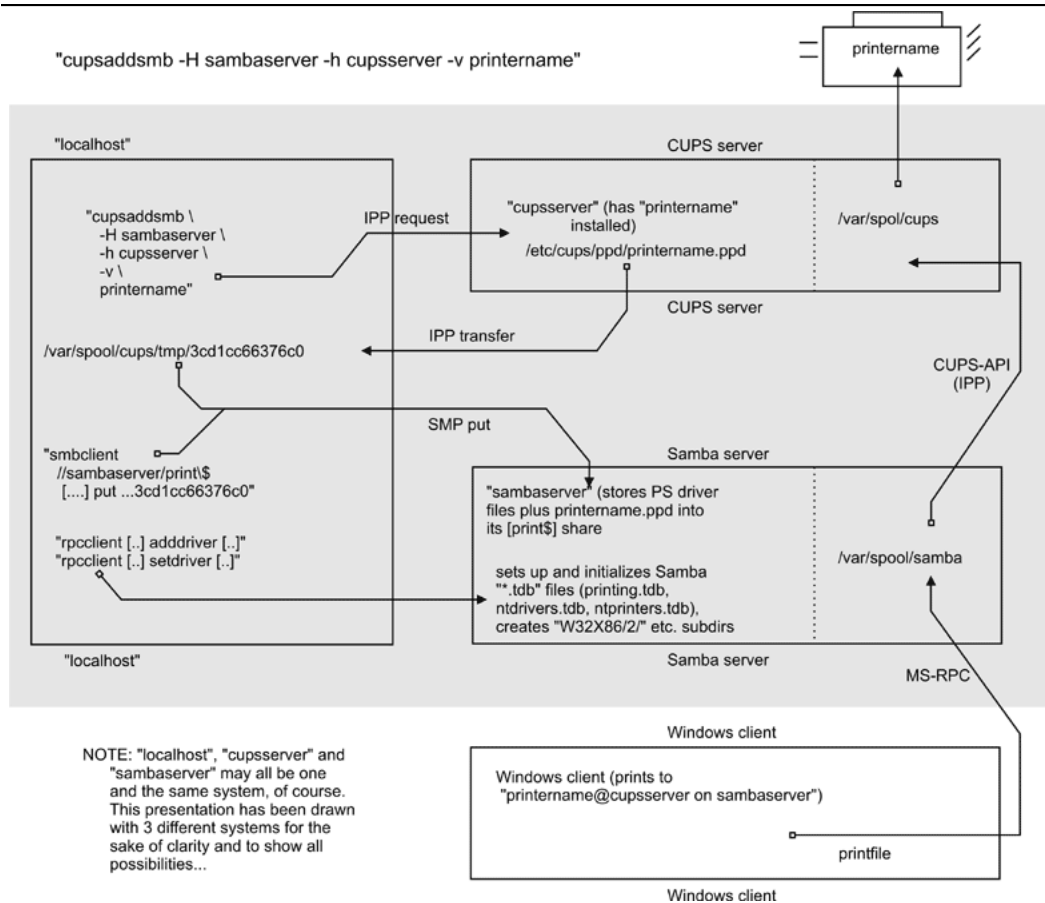 "cupsaddsmb -H sambaserver -h cupsserver -v printername"
printername
"localhost"
"cupsaddsmb \
-H sambaserver \
-h cupsserver \
-v \
printername"
IPP request
CUPS server
"cupsserver" (has "printername"
installed)
/etc/cups/ppd/printername.ppd
/var/spol/cups
CUPS server
IPP transfer
/var/spool/cups/tmp/3cd1cc66376c0
CUPS-API
(IPP)
SMP put
"smbclient
//sambaserver/print\$
[....] put ...3cd1cc66376c0"
"rpcclient [..] adddriver [..]"
"rpcclient [..] setdriver [..]"
"localhost"
Samba server
"sambaserver" (stores PS driver
files plus printername.ppd into
its [print$] share
sets up and initializes Samba
"*.tdb" files (printing.tdb,
ntdrivers.tdb, ntprinters.tdb),
creates "W32X86/2/" etc. subdirs
/var/spool/samba
Samba server
MS-RPC
NOTE: "localhost", "cupsserver" and
"sambaserver" may all be one
and the same system, of course.
This presentation has been drawn
with 3 different systems for the
sake of clarity and to show all
possibilities...
Windows client
Windows client (prints to
"printername@cupsserver on sambaserver")
printfile
Windows client